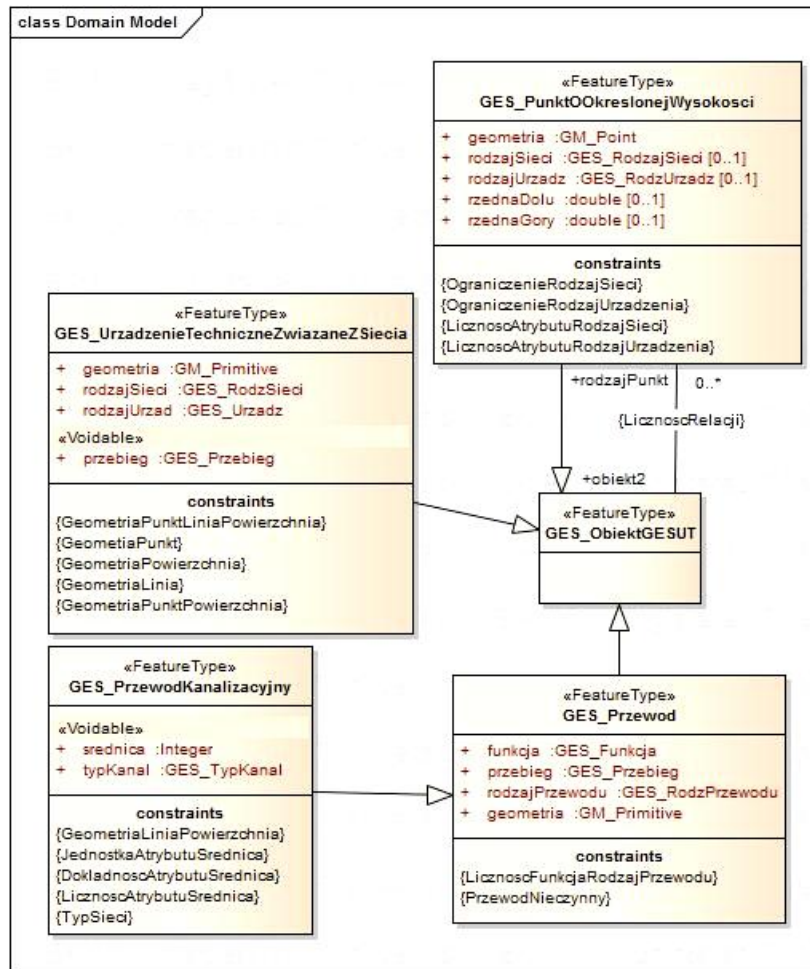 class Domain Model
«FeatureType»
GES_PunktOOkreslonejWysokosci
+ geometria :GM_Point
+ rodzajSieci :GES_RodzajSieci [0..1]
+ rodzajUrzadz :GES_RodzUrzadz [0..1]
+ rzednaDolu :double [0..1]
+ rzednaGory :double [0..1]
constraints
{OgraniczenieRodzajSieci}
{OgraniczenieRodzajUrzadzenia}
{LicznoscAtrybutuRodzajSieci}
{LicznoscAtrybutuRodzajUrzadzenia}
+rodzajPunkt 0..*
{LicznoscRelacji}
+obiekt2
«FeatureType»
GES_UrzadzenieTechniczneZwiazaneZSiecia
+ geometria :GM_Primitive
+ rodzajSieci :GES_RodzSieci
+ rodzajUrzad :GES_Urzadz
«Voidable»
+ przebieg :GES_Przebieg
constraints
{GeometriaPunktLiniaPowierzchnia}
{GeometiaPunkt}
{GeometriaPowierzchnia}
{GeometriaLinia}
{GeometriaPunktPowierzchnia}
«FeatureType»
GES_ObiektGESUT
«FeatureType»
GES_PrzewodKanalizacyjny
«Voidable»
+ srednica :Integer
+ typKanal :GES_TypKanal
constraints
{GeometriaLiniaPowierzchnia}
{JednostkaAtrybutuSrednica}
{DokladnoscAtrybutuSrednica}
{LicznoscAtrybutuSrednica}
{TypSieci}
«FeatureType»
GES_Przewod
+ funkcja :GES_Funkcja
+ przebieg :GES_Przebieg
+ rodzajPrzewodu :GES_RodzPrzewodu
+ geometria :GM_Primitive
constraints
{LicznoscFunkcjaRodzajPrzewodu}
{PrzewodNieczynny}